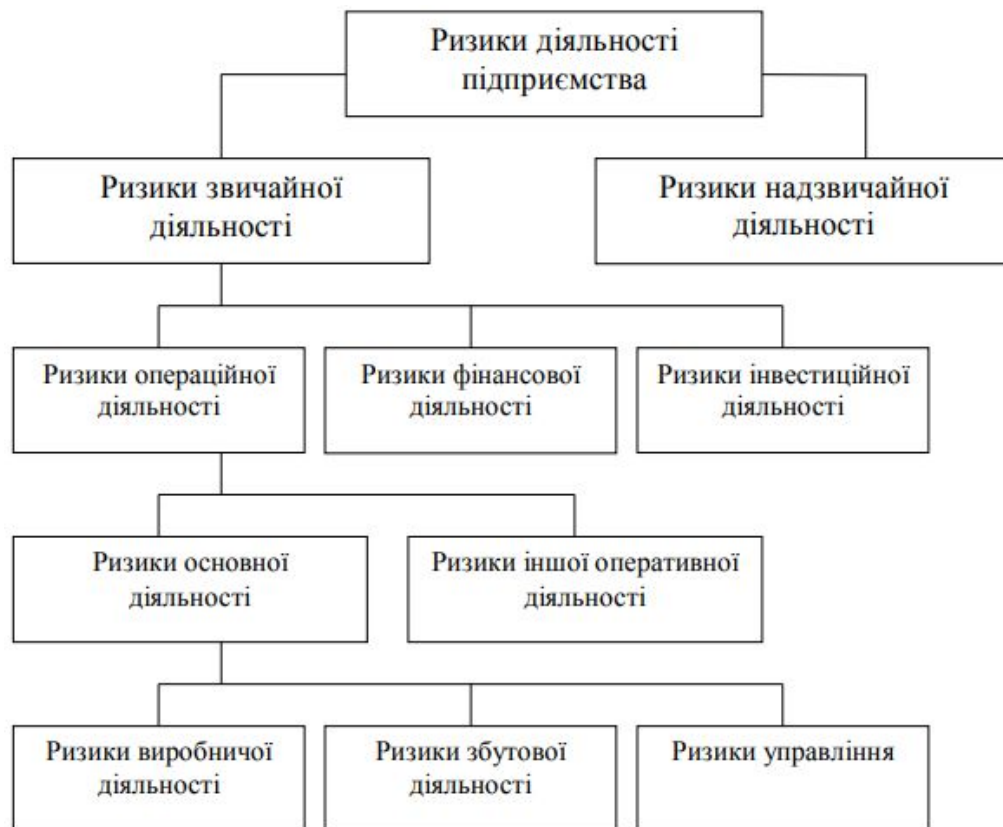 Ризики діяльності
підприємства
Ризики звичайної
діяльності
Ризики надзвичайної
діяльності
Ризики операційної
діяльності
Ризики фінансової
діяльності
Ризики інвестиційної
діяльності
Ризики основної
діяльності
Ризики іншої оперативної
діяльності
Ризики виробничої
діяльності
Ризики збутової
діяльності
Ризики управління